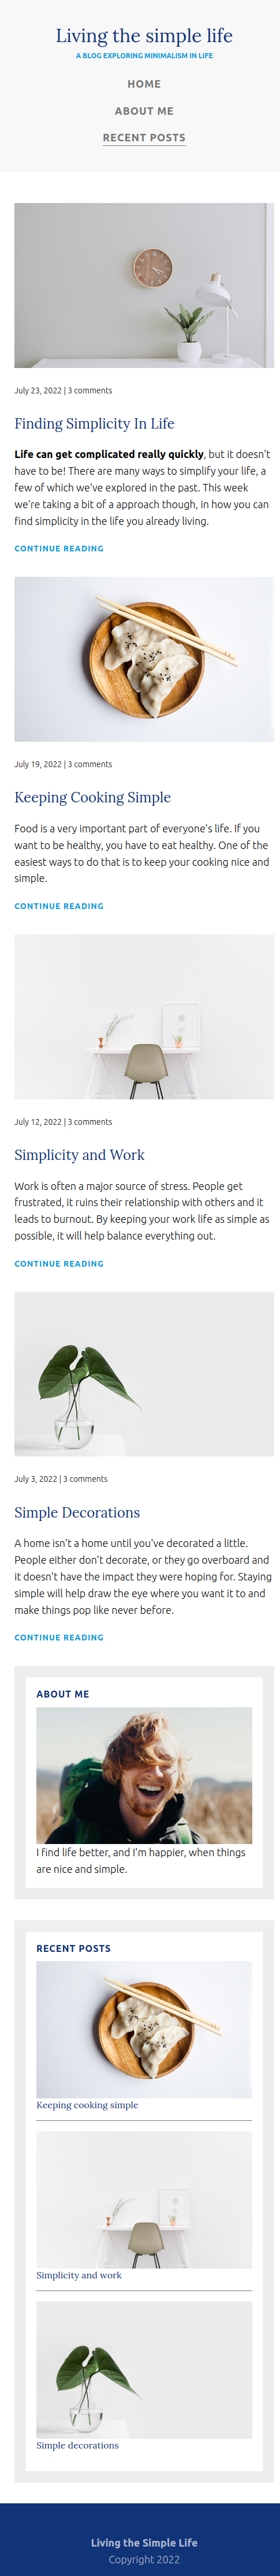 Living the simple life
A BLOG EXPLORING MINIMALISM IN LIFE
HOME
ABOUT ME
RECENT POSTS
July 23, 2022 | 3 comments
Finding Simplicity In Life
Life can get complicated really quickly, but it doesn't
have to be! There are many ways to simplify your life, a
few of which we've explored in the past. This week
we're taking a bit of a approach though, in how you can
find simplicity in the life you already living.
CONTINUE READING
July 19, 2022 | 3 comments
Keeping Cooking Simple
Food is a very important part of everyone's life. If you
want to be healthy, you have to eat healthy. One of the
easiest ways to do that is to keep your cooking nice and
simple.
CONTINUE READING
July 12, 2022 | 3 comments
Simplicity and Work
Work is often a major source of stress. People get
frustrated, it ruins their relationship with others and it
leads to burnout. By keeping your work life as simple as
possible, it will help balance everything out.
CONTINUE READING
July 3, 2022 | 3 comments
Simple Decorations
A home isn't a home until you've decorated a little.
People either don't decorate, or they go overboard and
it doesn't have the impact they were hoping for. Staying
simple will help draw the eye where you want it to and
make things pop like never before.
CONTINUE READING
ABOUT ME
I find life better, and I'm happier, when things
are nice and simple.
RECENT POSTS
Keeping cooking simple
Simplicity and work
Simple decorations
Living the Simple Life
Copyright 2022